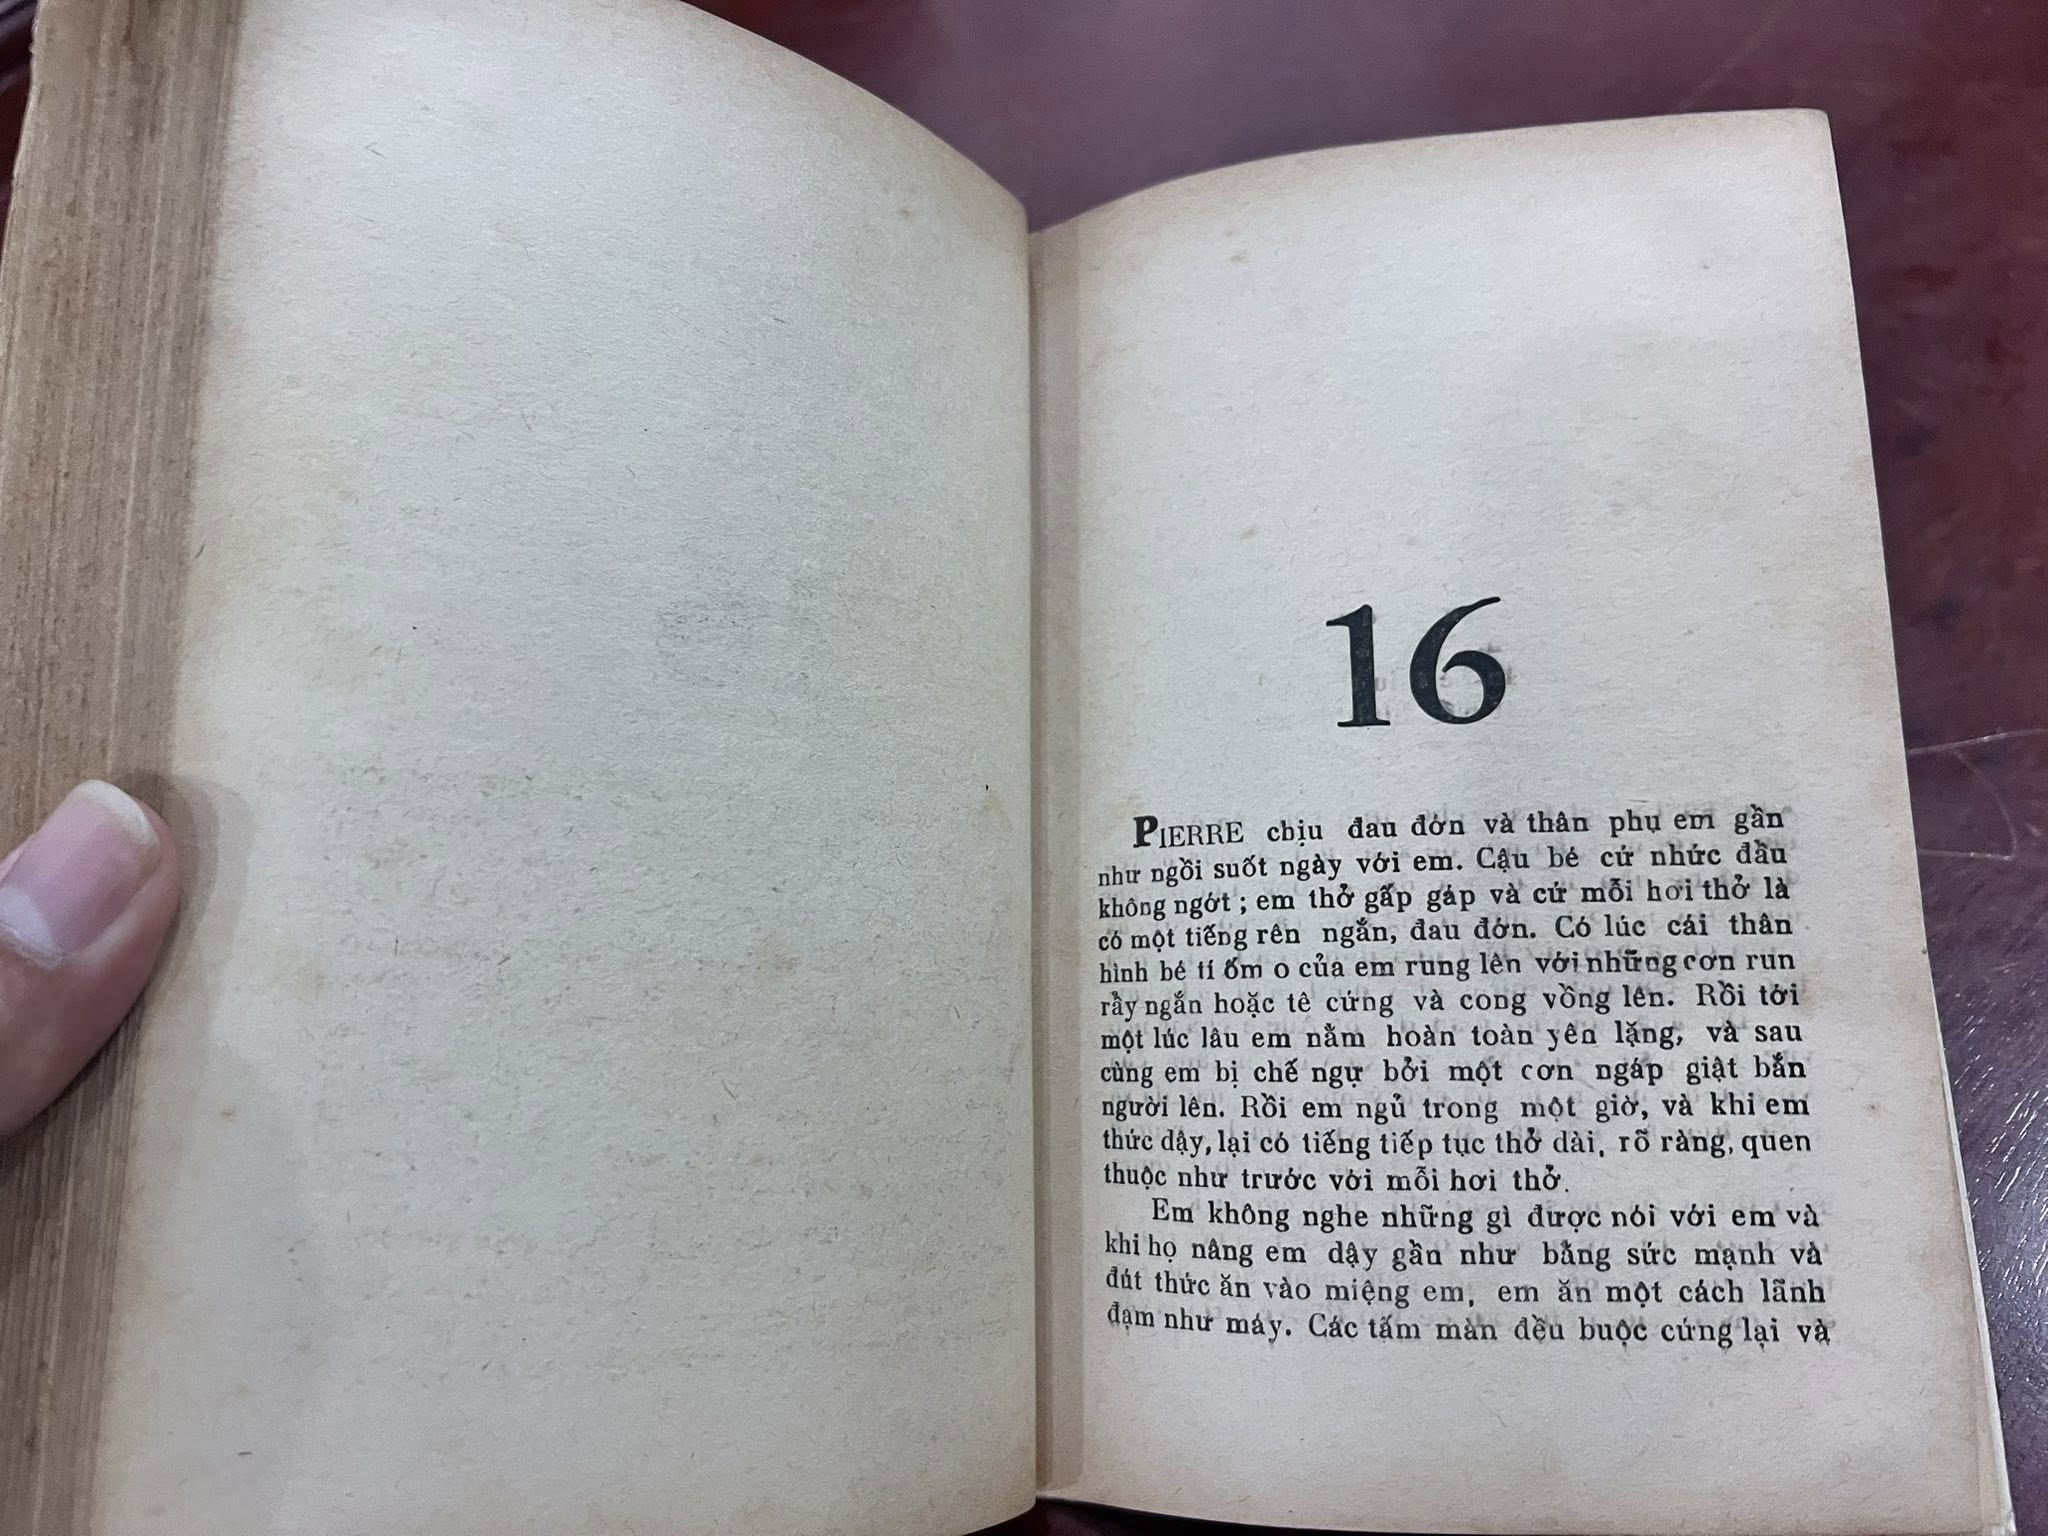 16
PIERRE chịu đau đớn và thân phụ em gần
như ngồi suốt ngày với em. Cậu bé cứ nhức đầu
không ngớt ; em thở gấp gáp và cứ mỗi hơi thở là
có một tiếng rên ngắn, đau đớn. Có lúc cái thân
hình bé tí ốm o của em rung lên với những cơn run
rẩy ngắn hoặc tê cứng và cong vồng lên. Rồi tới
một lúc lâu em nằm hoàn toàn yên lặng, và sau
cùng em bị chế ngự bởi một cơn ngáp giật bắn
người lên. Rồi em ngủ trong một giờ, và khi em
thức dậy, lại có tiếng tiếp tục thở dài, rõ ràng, quen
thuộc như trước với mỗi hơi thở.
Em không nghe những gì được nói với em và
khi họ nâng em dậy gần như bằng sức mạnh và
đút thức ăn vào miệng em, em ăn một cách lãnh
đạm như máy. Các tấm màn đều buộc cứng lại và